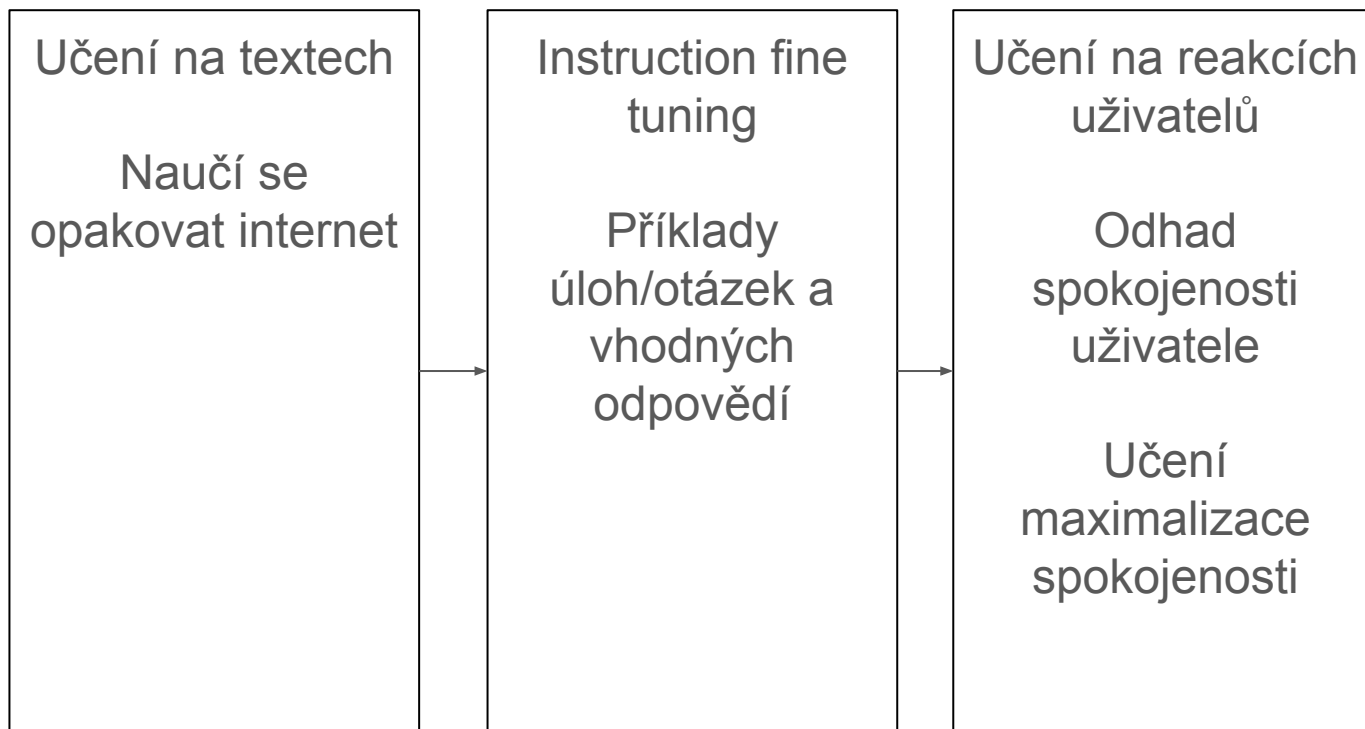 Učení na textech
Naučí se
opakovat internet
Instruction fine
tuning
Příklady
úloh/otázek a
vhodných
odpovědí
Učení na reakcích
uživatelů
Odhad
spokojenosti
uživatele
Učení
maximalizace
spokojenosti